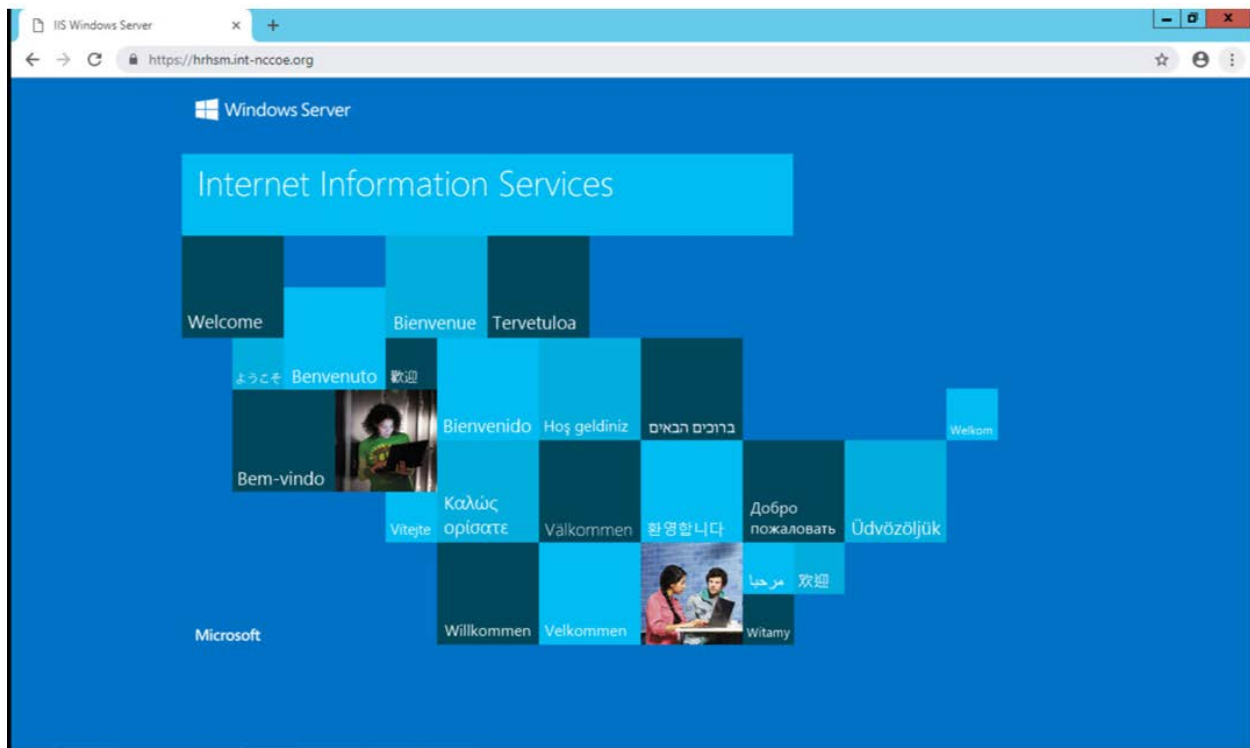 IIS Windows Server
https://hrhsm.int-nccoe.org
Windows Server
Internet Information Services
Welcome
Bienvenue
Tervetuloa
ようこそ
Benvenuto
歡迎
Bienvenido
Hoş geldiniz
ברוכים הבאים
Welkom
Bem-vindo
Vítejte
Καλώς
ορίσατε
Välkommen
환영합니다
Добро
пожаловать
Üdvözöljük
مرحبا
欢迎
Microsoft
Willkommen
Velkommen
Witamy